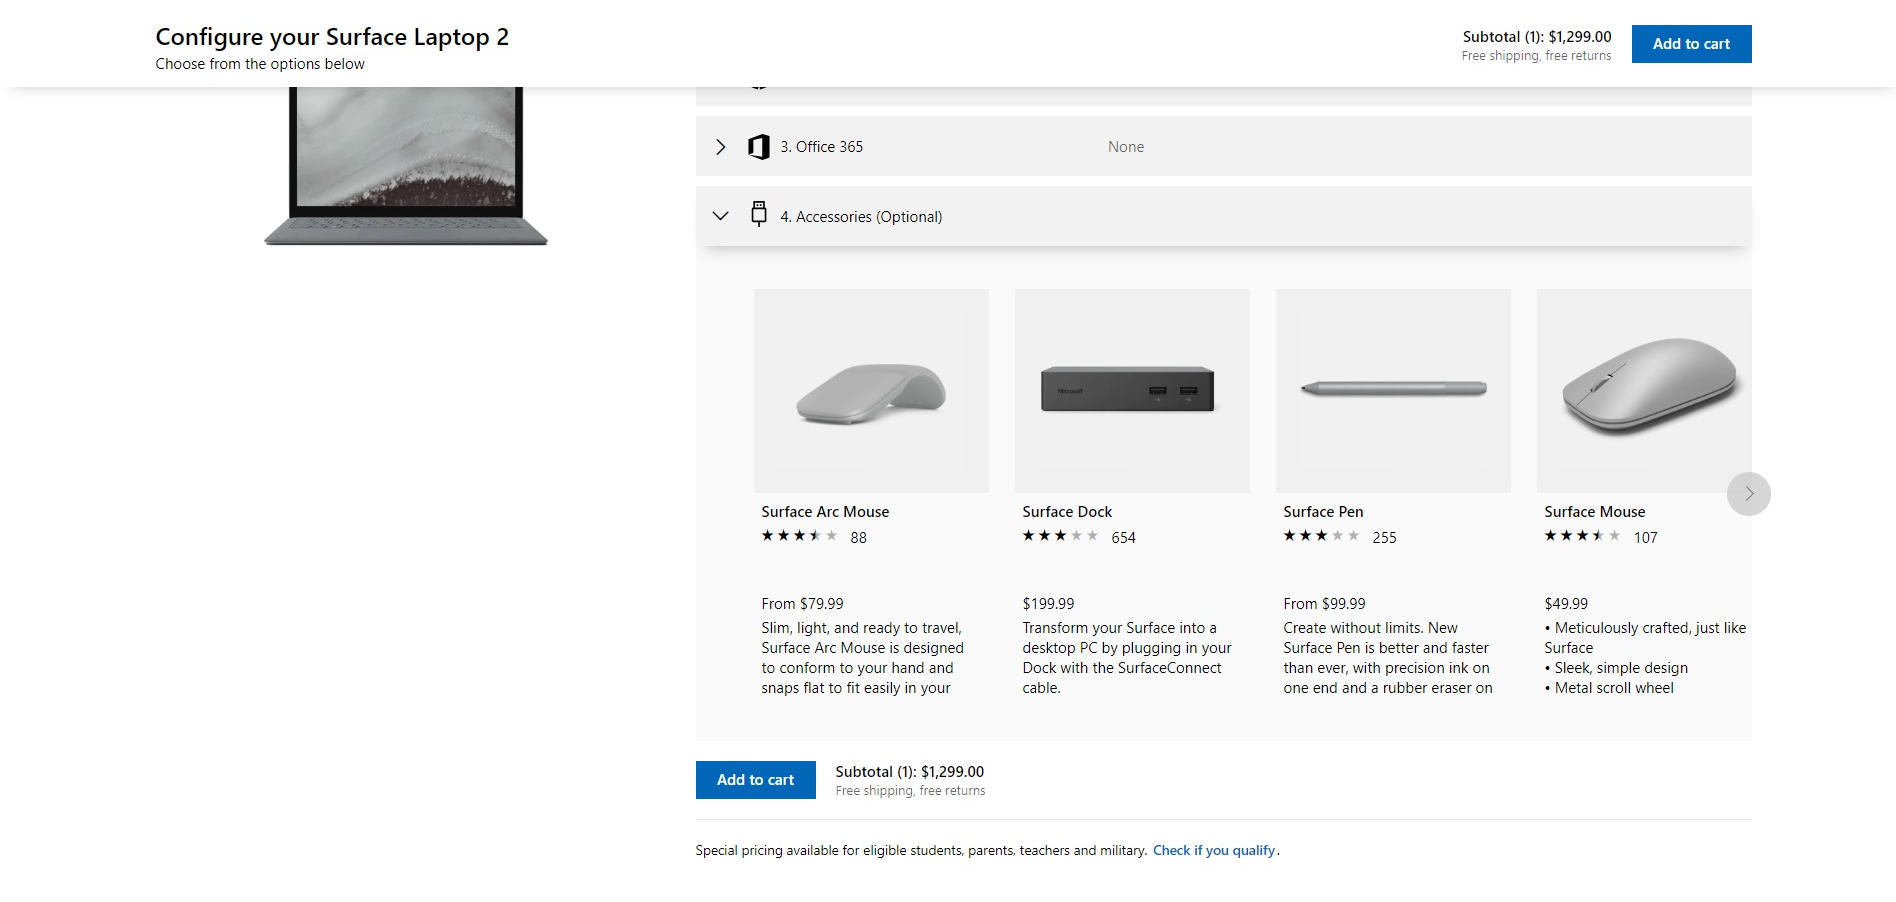 Configure your Surface Laptop 2
Choose from the options below
Subtotal (1): $1,299.00
Free shipping, free returns
Add to cart
3. Office 365
None
4. Accessories (Optional)
Microsoft
Surface Arc Mouse
88
From $79.99
Slim, light, and ready to travel,
Surface Arc Mouse is designed
to conform to your hand and
snaps flat to fit easily in your
Surface Dock
654
$199.99
Transform your Surface into a
desktop PC by plugging in your
Dock with the SurfaceConnect
cable.
Surface Pen
255
From $99.99
Create without limits. New
Surface Pen is better and faster
than ever, with precision ink on
one end and a rubber eraser on
Surface Mouse
107
$49.99
• Meticulously crafted, just like
Surface
• Sleek, simple design
• Metal scroll wheel
Add to cart
Subtotal (1): $1,299.00
Free shipping, free returns
Special pricing available for eligible students, parents, teachers and military. Check if you qualify.